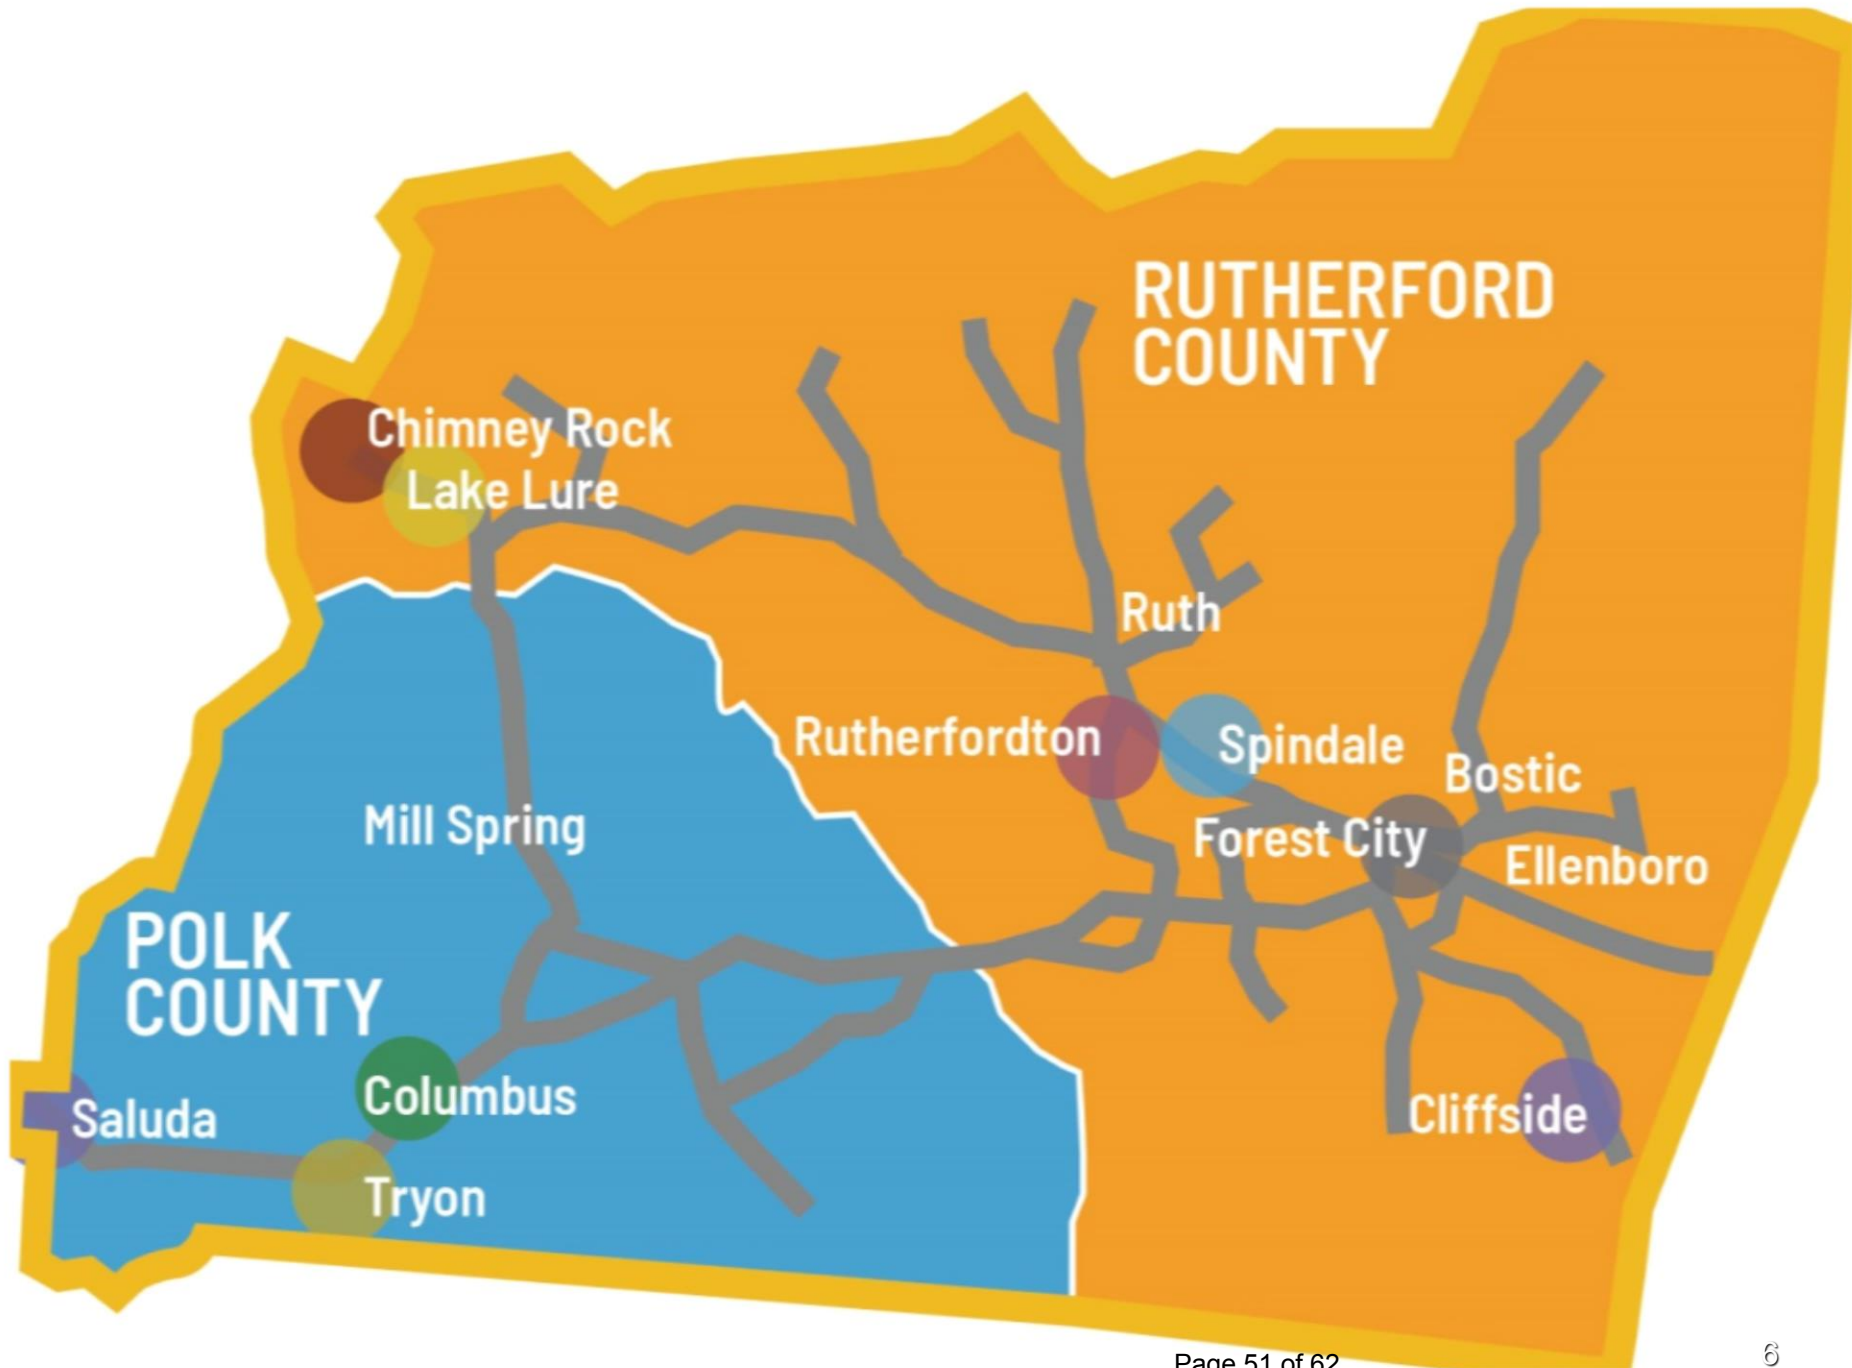 RUTHERFORD
COUNTY
Chimney Rock
Lake Lure
Ruth
Rutherfordton
Spindale
Bostic
Mill Spring
Forest City
Ellenboro
POLK
COUNTY
Columbus
Saluda
Cliffside
Tryon
Page 51 of 62
6